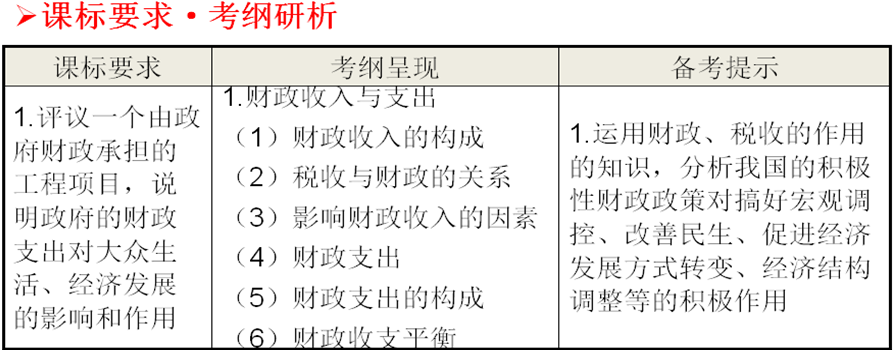 ➢课标要求·考纲研析
课标要求
考纲呈现
备考提示
1.评议一个由政
府财政承担的
工程项目，说
明政府的财政
支出对大众生
活、经济发展
的影响和作用
1.财政收入与支出
（1）财政收入的构成
（2）税收与财政的关系
（3）影响财政收入的因素
（4）财政支出
（5）财政支出的构成
（6）财政收支平衡
1.运用财政、税收的作用
的知识，分析我国的积极
性财政政策对搞好宏观调
控、改善民生、促进经济
发展方式转变、经济结构
调整等的积极作用